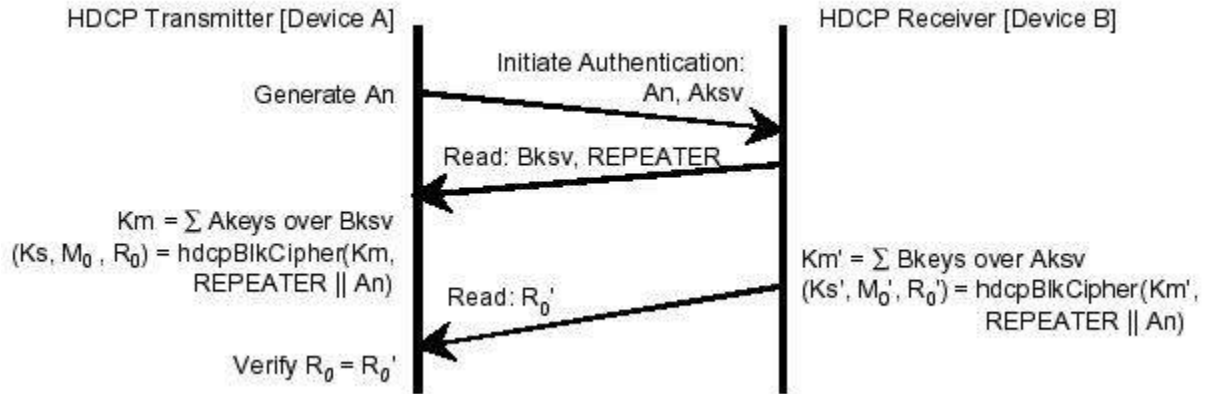 HDCP Transmitter [Device A]
HDCP Receiver [Device B]
Initiate Authentication:
An, Aksv
Generate An
Read: Bksv, REPEATER
Km = Σ Akeys over Bksv
(Ks, M₀ , R₀) = hdcpBlkCipher(Km,
REPEATER || An)
Km' = Σ Bkeys over Aksv
(Ks', M₀', R₀') = hdcpBlkCipher(Km',
REPEATER || An)
Read: R₀'
Verify R₀ = R₀'